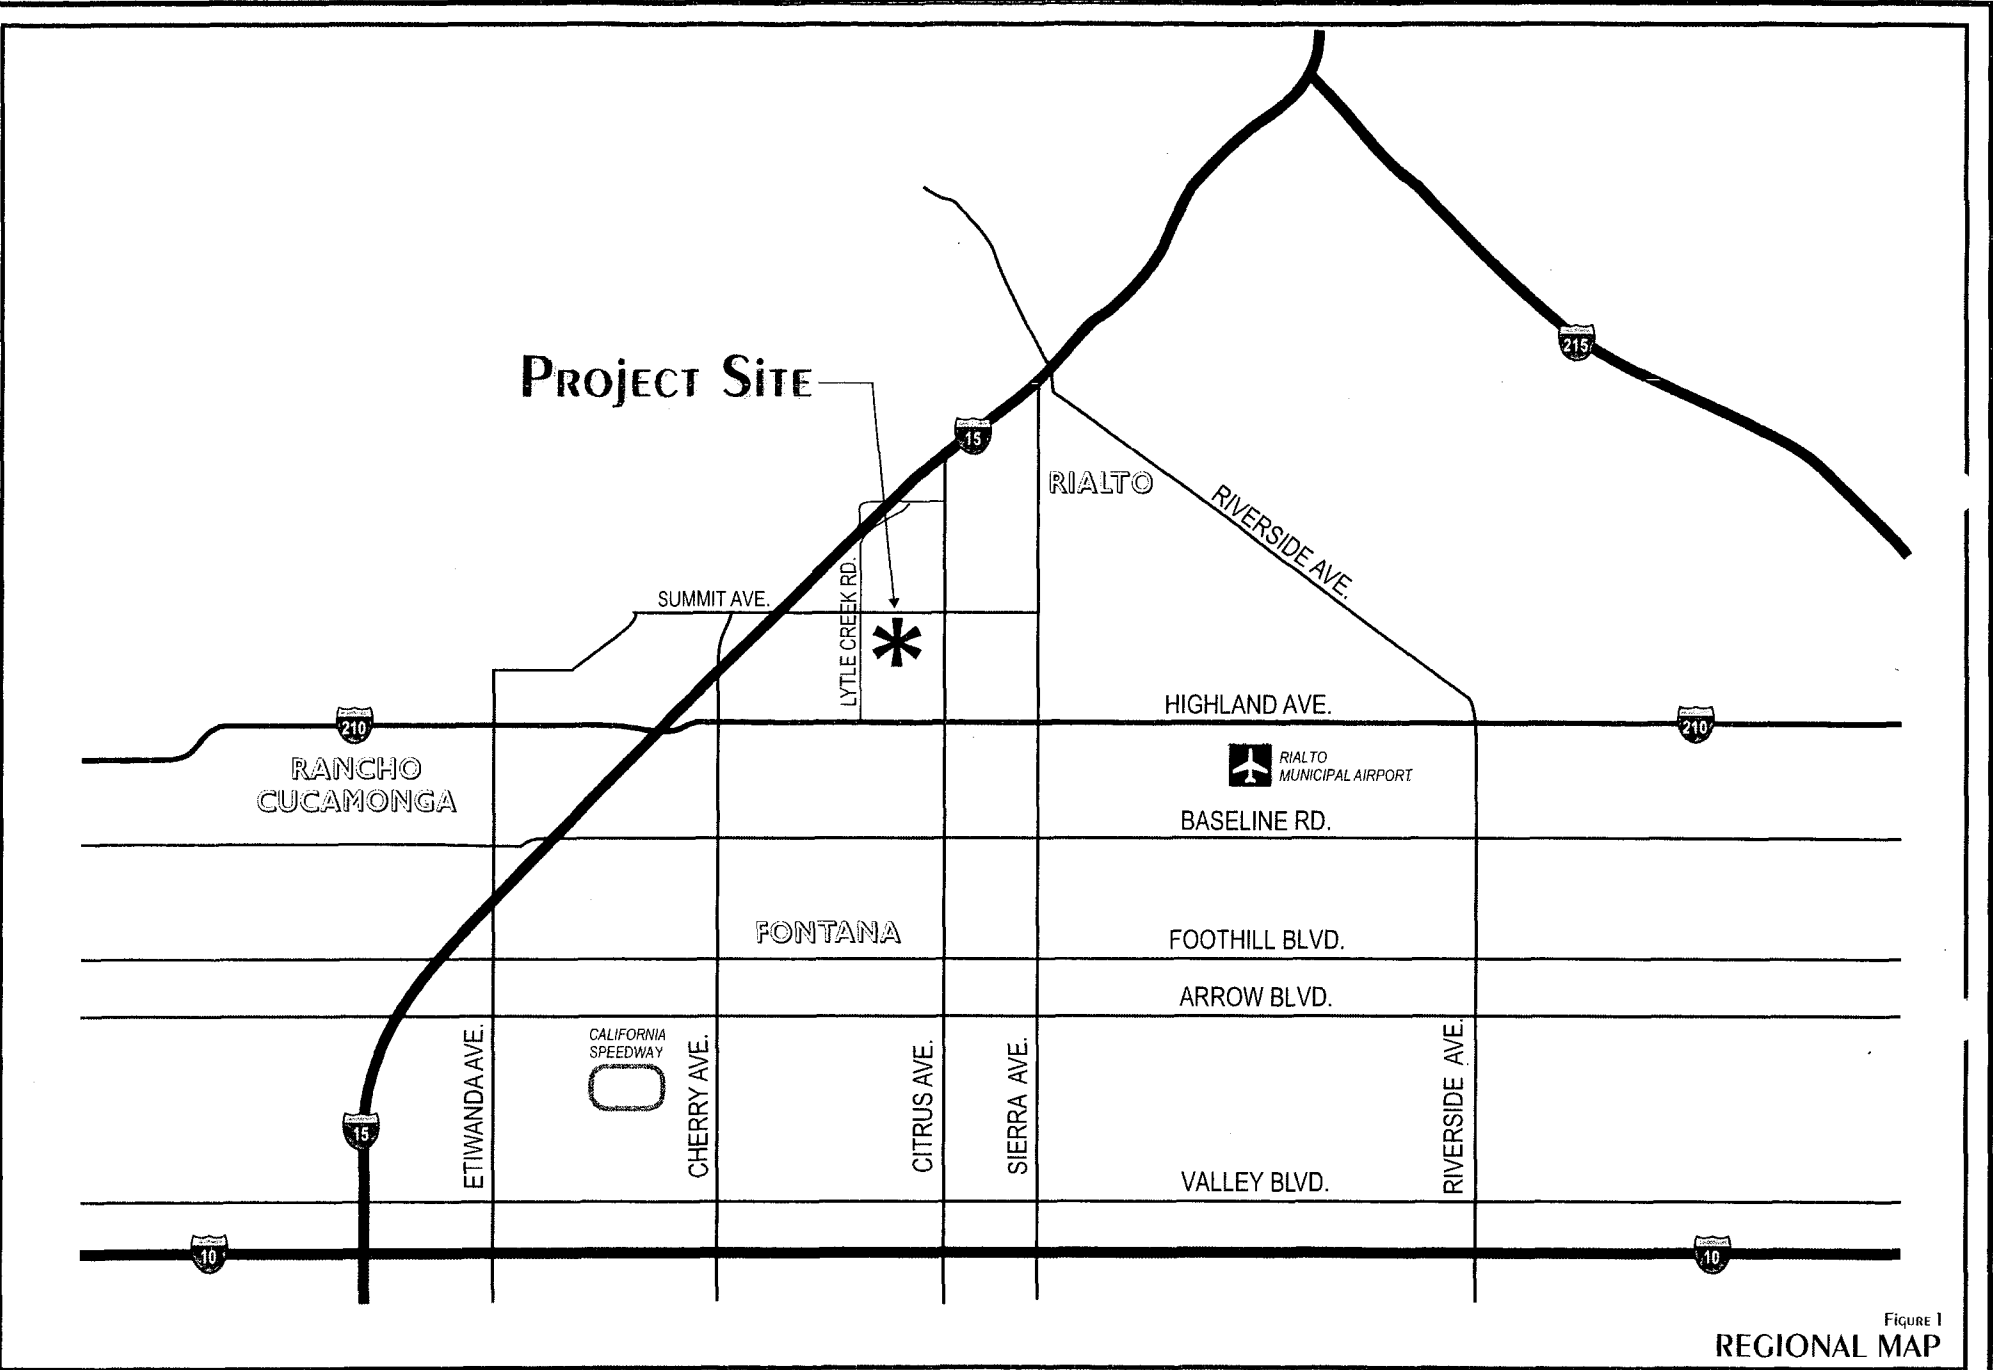 PROJECT SITE
15
215
RIALTO
RIVERSIDE AVE.
SUMMIT AVE.
LYTLE CREEK RD.
HIGHLAND AVE.
210
210
RANCHO
CUCAMONGA
RIALTO
MUNICIPAL AIRPORT
BASELINE RD.
FONTANA
FOOTHILL BLVD.
ARROW BLVD.
CALIFORNIA
SPEEDWAY
ETIWANDA AVE.
CHERRY AVE.
CITRUS AVE.
SIERRA AVE.
RIVERSIDE AVE.
15
VALLEY BLVD.
10
10
FIGURE 1
REGIONAL MAP